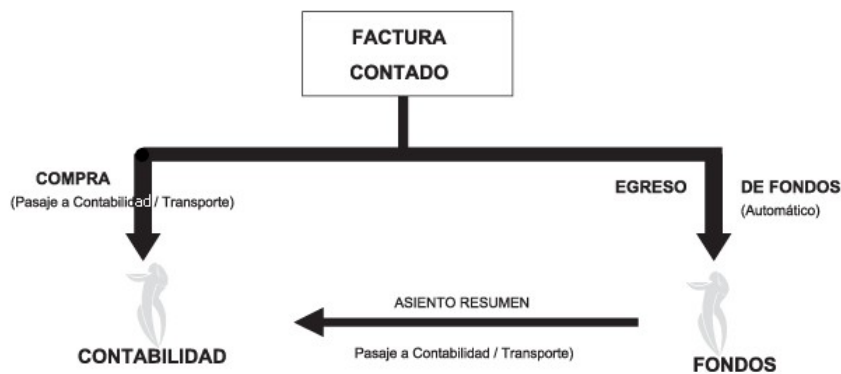 FACTURA
CONTADO
COMPRA
(Pasaje a Contabilidad / Transporte)
EGRESO DE FONDOS
(Automático)
ASIENTO RESUMEN
Pasaje a Contabilidad / Transporte)
CONTABILIDAD
FONDOS